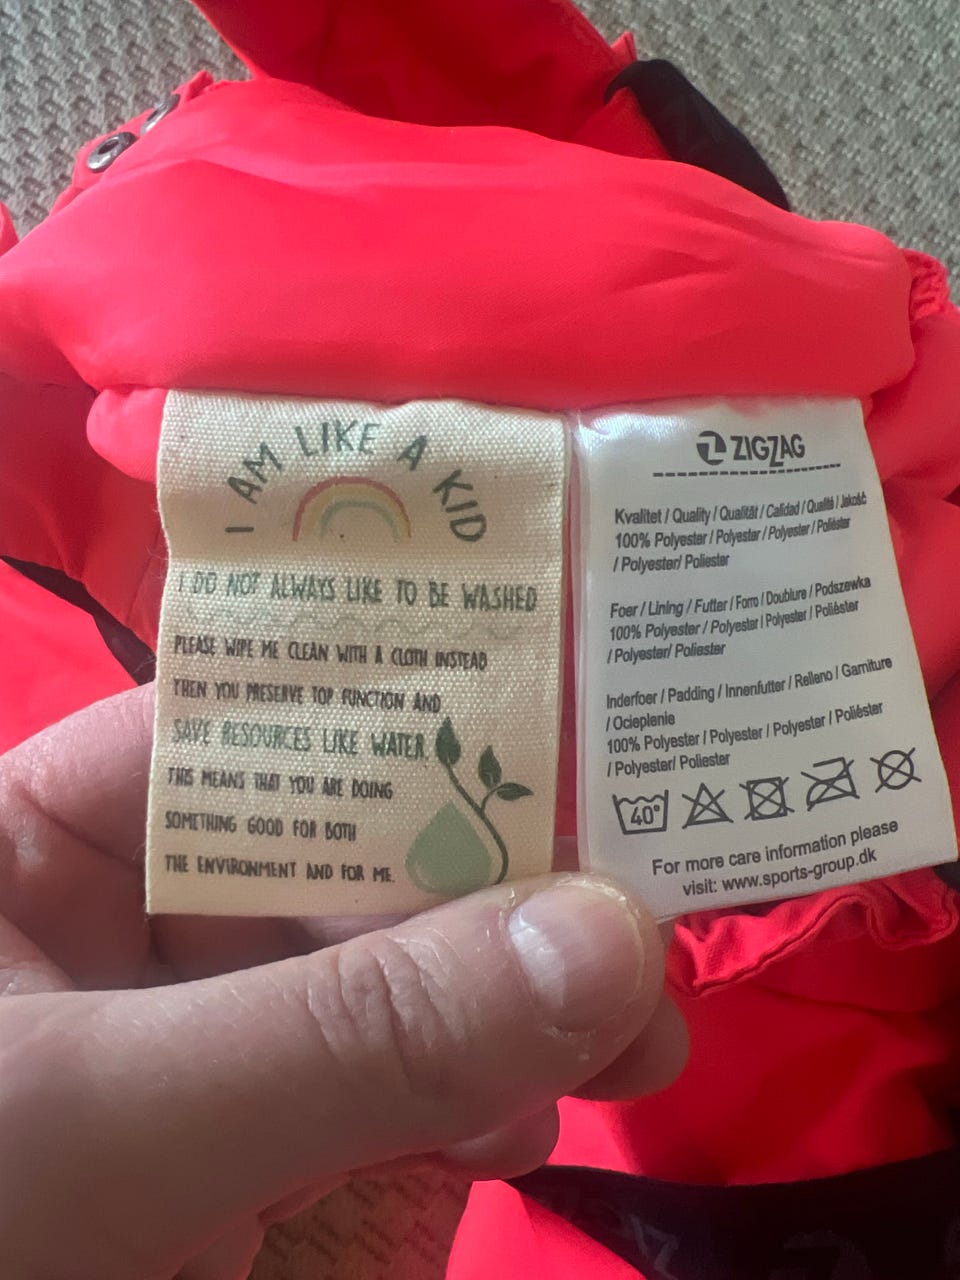 I AM LIKE A KID
I DO NOT ALWAYS LIKE TO BE WASHED
PLEASE WIPE ME CLEAN WITH A CLOTH INSTEAD
THEN YOU PRESERVE TOP FUNCTION AND
SAVE RESOURCES LIKE WATER.
THIS MEANS THAT YOU ARE DOING
SOMETHING GOOD FOR BOTH
THE ENVIRONMENT AND FOR ME.
ZIGZAG
Kvalitet / Quality / Qualität / Calidad / Qualité / Jakość
100% Polyester / Polyester / Polyester / Poliéster
/ Polyester/ Poliester
Foer / Lining / Futter / Forro / Doublure / Podszewka
100% Polyester / Polyester / Polyester / Poliéster
/ Polyester/ Poliester
Inderfoer / Padding / Innenfutter / Relleno / Garniture
/ Ocieplenie
100% Polyester / Polyester / Polyester / Poliéster
/ Polyester/ Poliester
40°
For more care information please
visit: www.sports-group.dk